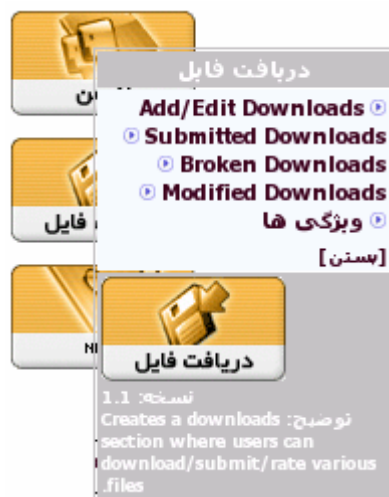 دریافت فایل
Add/Edit Downloads
Submitted Downloads
Broken Downloads
Modified Downloads
ویژگی ها
[بستن]
فایل
دریافت فایل
نسخه: 1.1
توضیح: Creates a downloads
section where users can
download/submit/rate various
files.